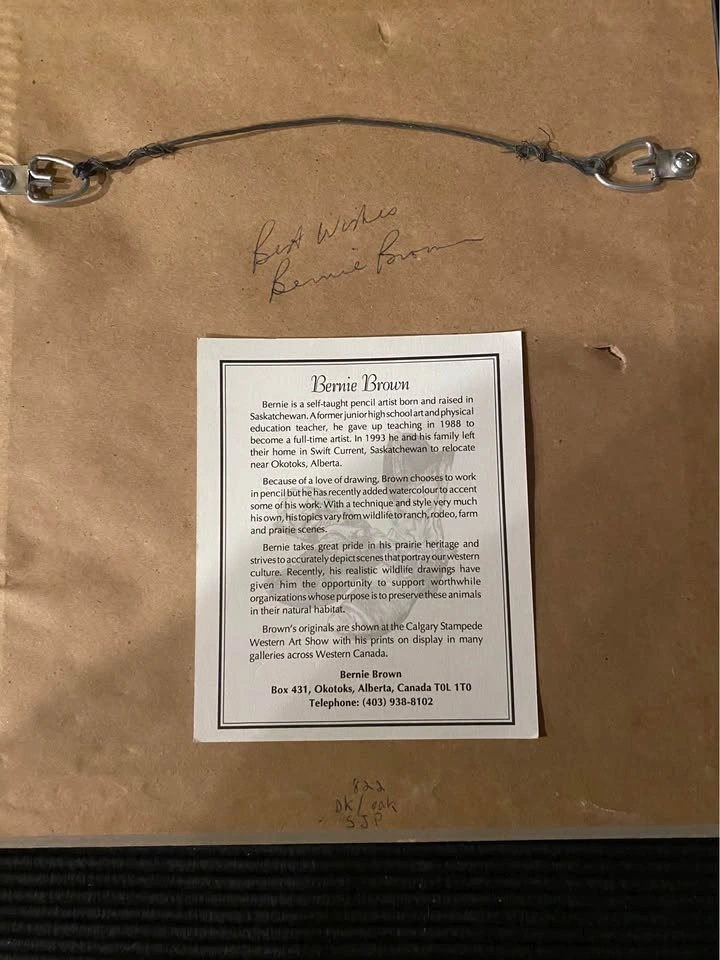 Best Wishes
Bernie Brown
Bernie Brown
Bernie is a self-taught pencil artist born and raised in
Saskatchewan. A former junior high school art and physical
education teacher, he gave up teaching in 1988 to
become a full-time artist. In 1993 he and his family left
their home in Swift Current, Saskatchewan to relocate
near Okotoks, Alberta.
Because of a love of drawing, Brown chooses to work
in pencil but he has recently added watercolour to accent
some of his work. With a technique and style very much
his own, his topics vary from wildlife to ranch, rodeo, farm
and prairie scenes.
Bernie takes great pride in his prairie heritage and
strives to accurately depict scenes that portray our western
culture. Recently, his realistic wildlife drawings have
given him the opportunity to support worthwhile
organizations whose purpose is to preserve these animals
in their natural habitat.
Brown's originals are shown at the Calgary Stampede
Western Art Show with his prints on display in many
galleries across Western Canada.
Bernie Brown
Box 431, Okotoks, Alberta, Canada T0L 1T0
Telephone: (403) 938-8102
822
DK/oak
SJP